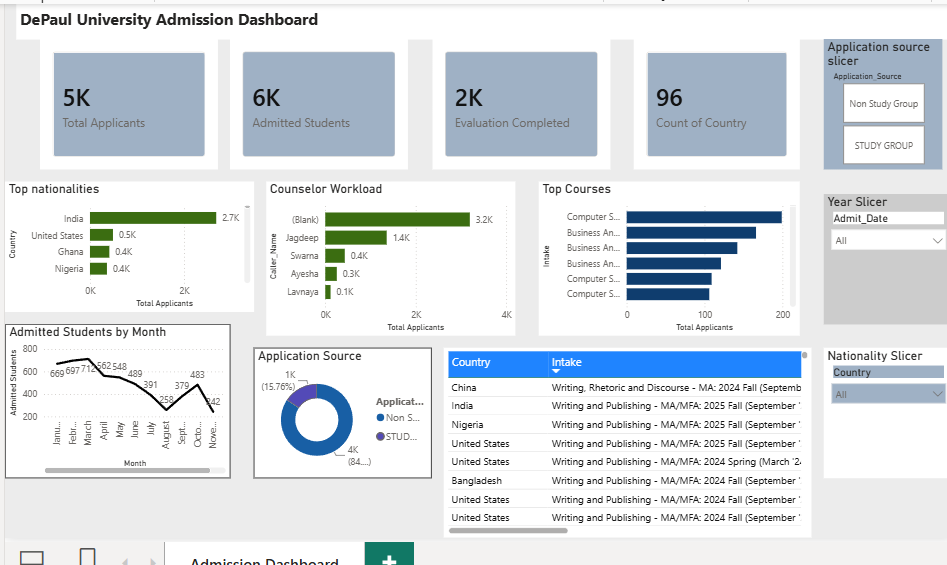 DePaul University Admission Dashboard
5K
Total Applicants
6K
Admitted Students
2K
Evaluation Completed
96
Count of Country
Application source
slicer
Application_Source
Non Study Group
STUDY GROUP
Top nationalities
Country
India
2.7K
United States
0.5K
Ghana
0.4K
Nigeria
0.4K
0K
2K
Total Applicants
Counselor Workload
Caller_Name
(Blank)
3.2K
Jagdeep
1.4K
Swarna
0.4K
Ayesha
0.3K
Lavnaya
0.1K
0K
2K
4K
Total Applicants
Top Courses
Intake
Computer S...
Business An...
Business An...
Business An...
Computer S...
Computer S...
0
100
200
Total Applicants
Year Slicer
Admit_Date
All
Admitted Students by Month
Admitted Students
800
600
400
200
669
697
712
562
548
489
391
258
379
483
242
Janu...
Febr...
March
April
May
June
July
August
Sept...
Octo...
Nove...
Month
Application Source
1K
(15.76%)
4K
(84....)
Applicat...
Non S...
STUD...
Country Intake
China Writing, Rhetoric and Discourse - MA: 2024 Fall (Septemb
India Writing and Publishing - MA/MFA: 2025 Fall (September '
Nigeria Writing and Publishing - MA/MFA: 2025 Fall (September '
United States Writing and Publishing - MA/MFA: 2025 Fall (September '
United States Writing and Publishing - MA/MFA: 2024 Spring (March '2
Bangladesh Writing and Publishing - MA/MFA: 2024 Fall (September '
United States Writing and Publishing - MA/MFA: 2024 Fall (September '
United States Writing and Publishing - MA/MFA: 2024 Fall (September '
Nationality Slicer
Country
All
Admission Dashboard